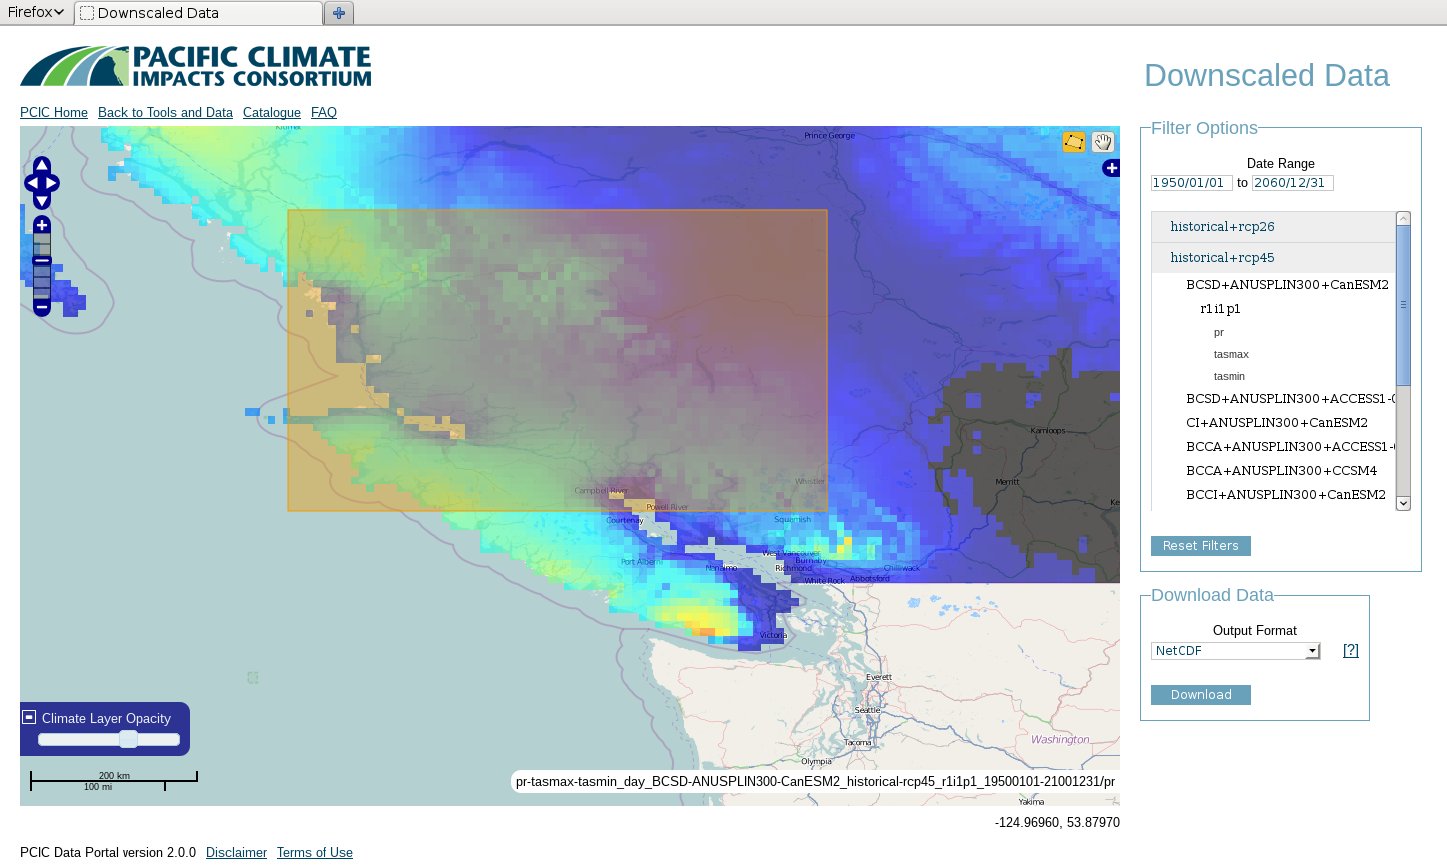 Firefox
Downscaled Data
PACIFIC CLIMATE
IMPACTS CONSORTIUM
Downscaled Data
PCIC Home Back to Tools and Data Catalogue FAQ
Kitimat
Prince George
Campbell River
Powell River
Courtenay
Whistler
Squamish
Port Alberni
Nanaimo
West Vancouver
Burnaby
Richmond
White Rock
Abbotsford
Chilliwack
Kamloops
Merritt
Ke
Victoria
Everett
Seattle
Tacoma
Olympia
Washington
Yakima
Climate Layer Opacity
200 km
100 mi
pr-tasmax-tasmin_day_BCSD-ANUSPLIN300-CanESM2_historical-rcp45_r1i1p1_19500101-21001231/pr
-124.96960, 53.87970
Filter Options
Date Range
1950/01/01 to 2060/12/31
historical+rcp26
historical+rcp45
BCSD+ANUSPLIN300+CanESM2
r1i1p1
pr
tasmax
tasmin
BCSD+ANUSPLIN300+ACCESS1-0
CI+ANUSPLIN300+CanESM2
BCCA+ANUSPLIN300+ACCESS1-0
BCCA+ANUSPLIN300+CCSM4
BCCI+ANUSPLIN300+CanESM2
Reset Filters
Download Data
Output Format
NetCDF [?]
Download
PCIC Data Portal version 2.0.0 Disclaimer Terms of Use